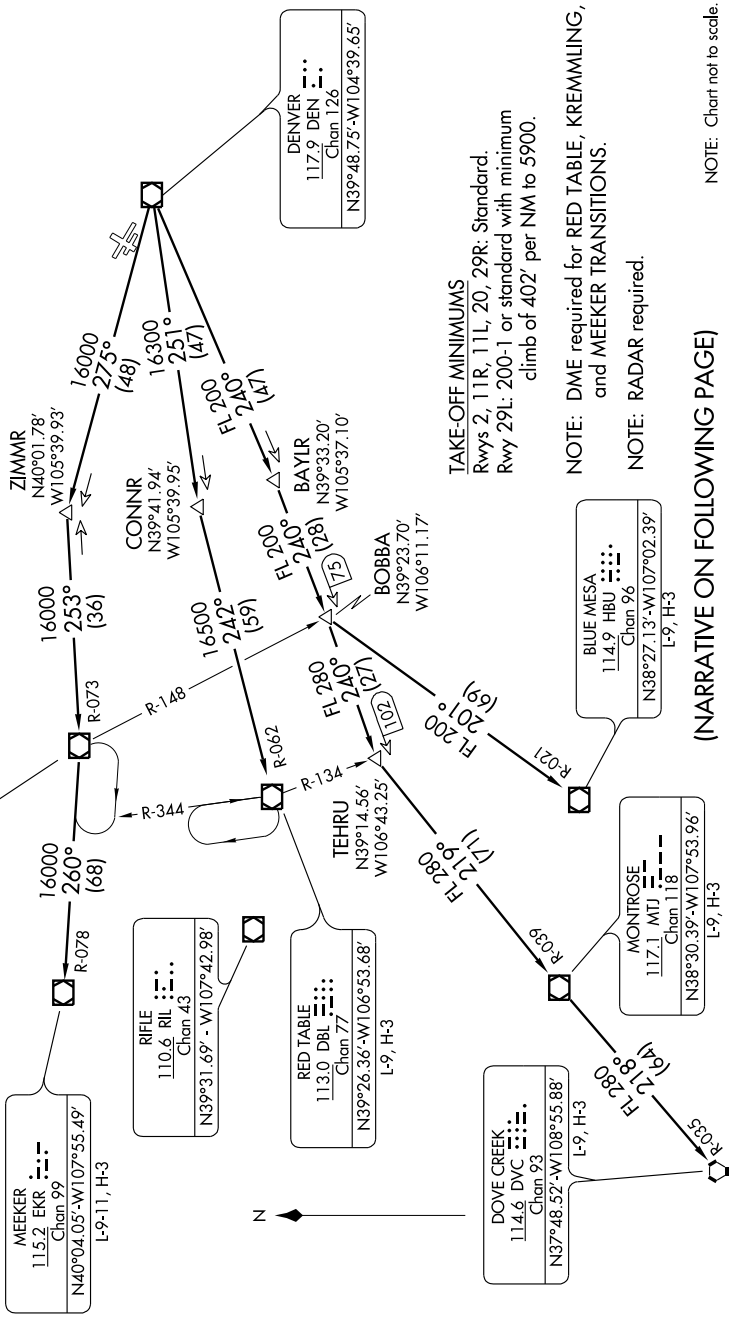 DENVER
117.9 DEN
Chan 126
N39°48.75'-W104°39.65'
ZIMMR
N40°01.78'
W105°39.93'
16000
275°
(48)
CONNR
N39°41.94'
W105°39.95'
16300
251°
(47)
FL 200
240°
(47)
BAYLR
N39°33.20'
W105°37.10'
16000
253°
(36)
R-073
R-148
16500
242°
(59)
R-062
FL 200
240°
(28)
75
BOBBA
N39°23.70'
W106°11.17'
FL 280
240°
(27)
102
R-134
R-344
TEHRU
N39°14.56'
W106°43.25'
FL 200
201°
(69)
R-021
16000
260°
(68)
R-078
MEEKER
115.2 EKR
Chan 99
N40°04.05'-W107°55.49'
L-9-11, H-3
RIFLE
110.6 RIL
Chan 43
N39°31.69' - W107°42.98'
RED TABLE
113.0 DBL
Chan 77
N39°26.36'-W106°53.68'
L-9, H-3
FL 280
219°
(71)
R-039
MONTROSE
117.1 MTJ
Chan 118
N38°30.39'-W107°53.96'
L-9, H-3
BLUE MESA
114.9 HBU
Chan 96
N38°27.13'-W107°02.39'
L-9, H-3
FL 280
218°
(64)
R-035
DOVE CREEK
114.6 DVC
Chan 93
N37°48.52'-W108°55.88'
L-9, H-3
N
TAKE-OFF MINIMUMS
Rwys 2, 11R, 11L, 20, 29R: Standard.
Rwy 29L: 200-1 or standard with minimum
climb of 402' per NM to 5900.
NOTE: DME required for RED TABLE, KREMMLING,
and MEEKER TRANSITIONS.
NOTE: RADAR required.
(NARRATIVE ON FOLLOWING PAGE)
NOTE: Chart not to scale.